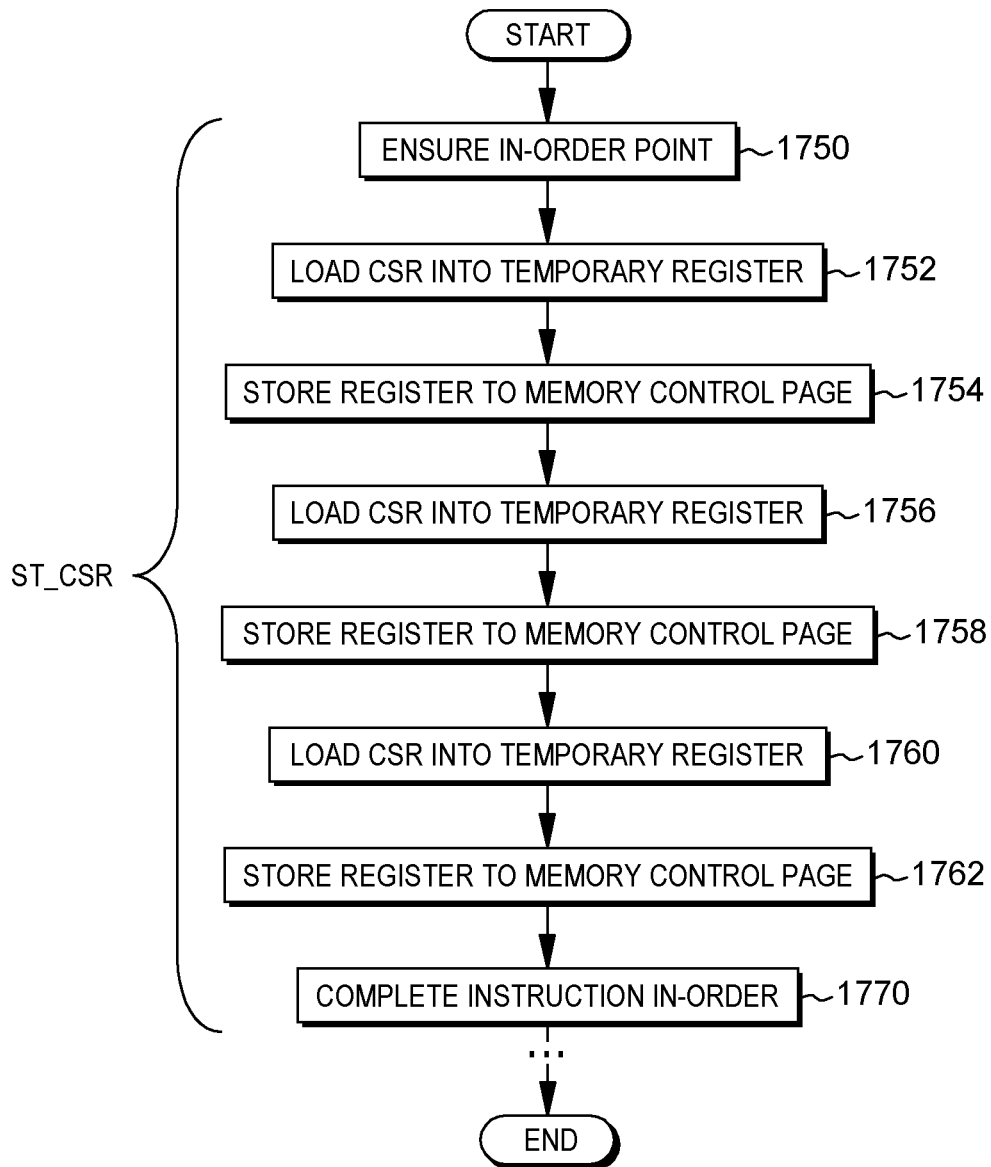 START
ENSURE IN-ORDER POINT 1750
LOAD CSR INTO TEMPORARY REGISTER 1752
STORE REGISTER TO MEMORY CONTROL PAGE 1754
LOAD CSR INTO TEMPORARY REGISTER 1756
ST_CSR
STORE REGISTER TO MEMORY CONTROL PAGE 1758
LOAD CSR INTO TEMPORARY REGISTER 1760
STORE REGISTER TO MEMORY CONTROL PAGE 1762
COMPLETE INSTRUCTION IN-ORDER 1770
...
END